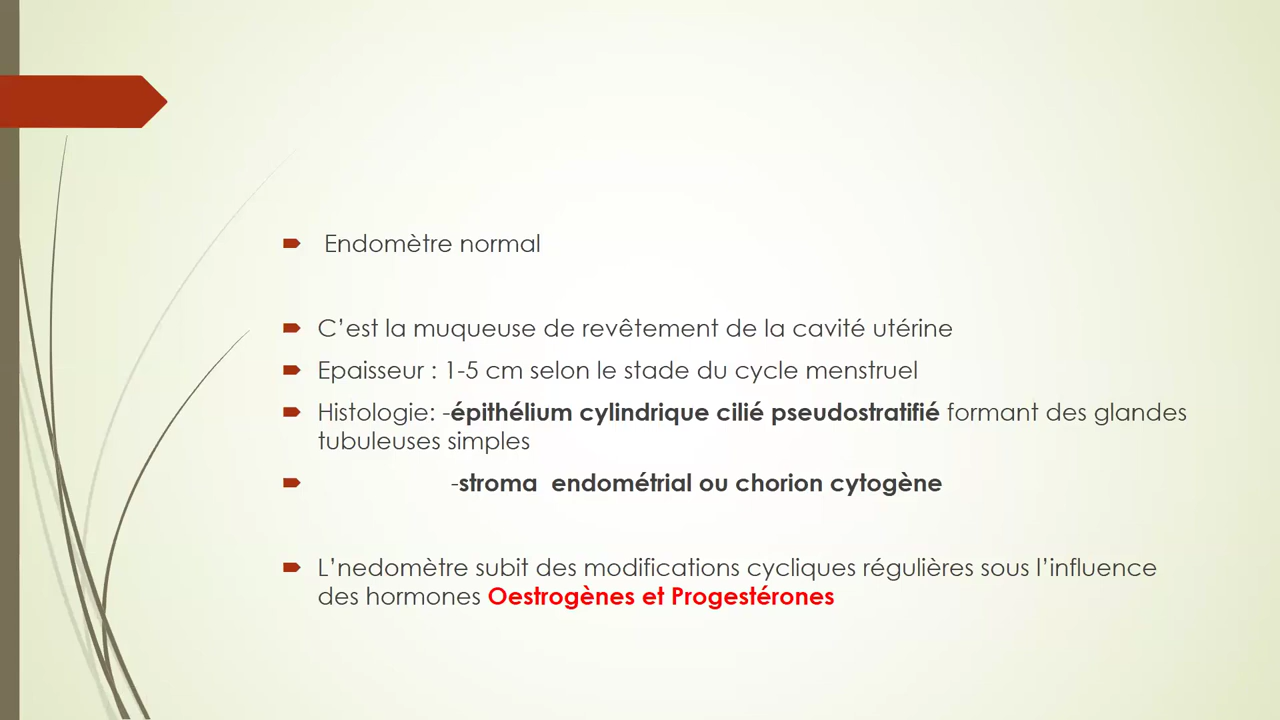 Endomètre normal
C’est la muqueuse de revêtement de la cavité utérine
Epaisseur : 1-5 cm selon le stade du cycle menstruel
Histologie: -épithélium cylindrique cilié pseudostratifié formant des glandes
tubuleuses simples
-stroma endométrial ou chorion cytogène
L’nedomètre subit des modifications cycliques régulières sous l’influence
des hormones Oestrogènes et Progestérones